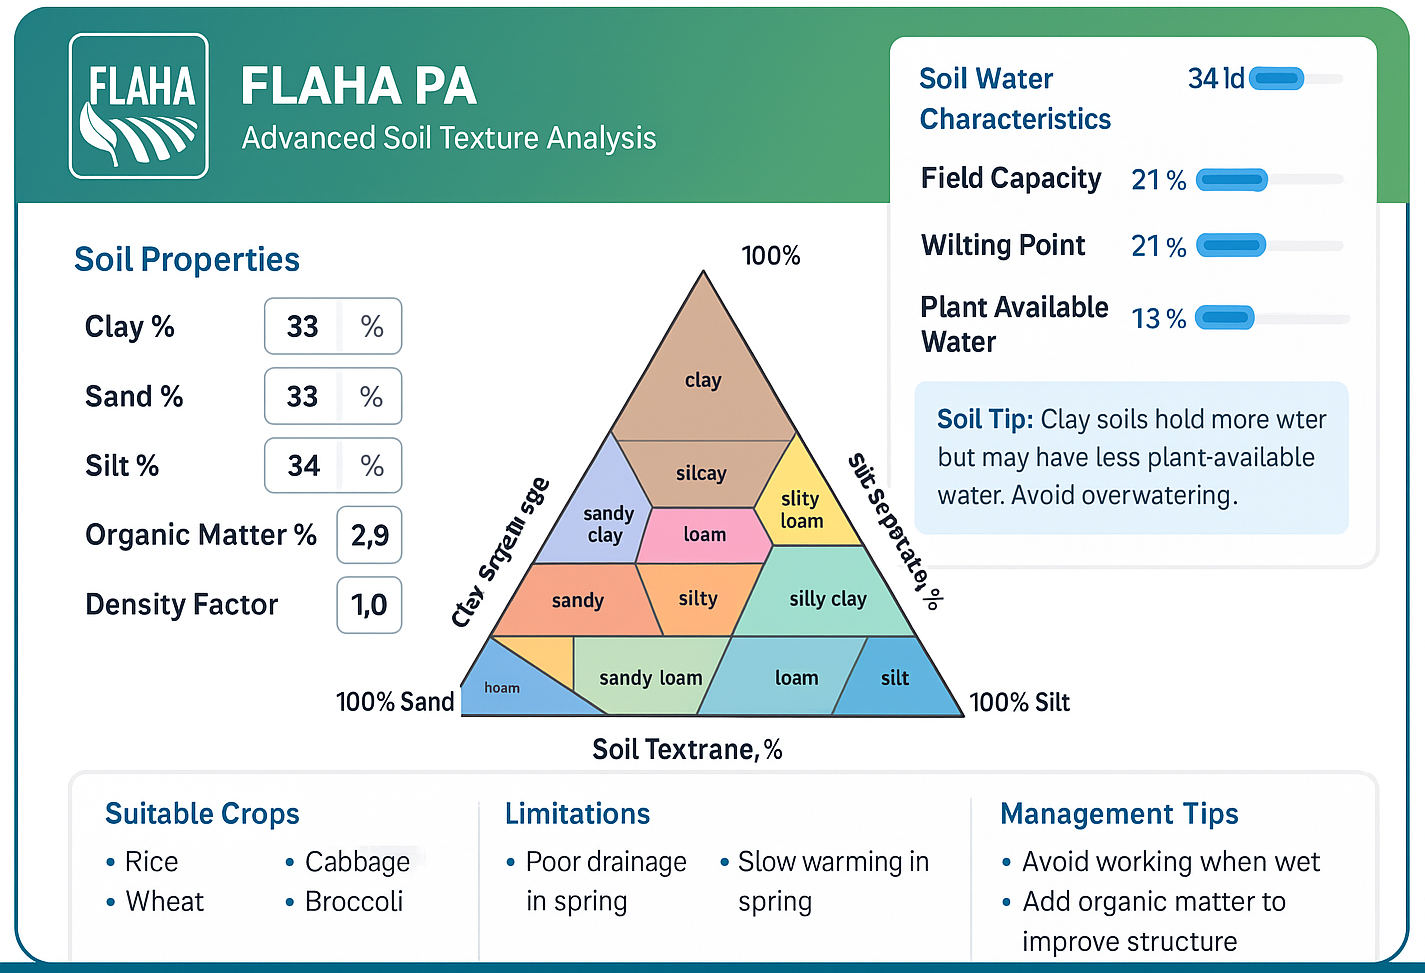 FLAHA
FLAHA PA
Advanced Soil Texture Analysis
Soil Water
Characteristics
34 ld
Field Capacity 21 %
Wilting Point 21 %
Plant Available
Water
13 %
Soil Tip: Clay soils hold more wter
but may have less plant-available
water. Avoid overwatering.
Soil Properties
Clay % 33 %
Sand % 33 %
Silt % 34 %
Organic Matter % 2,9
Density Factor 1,0
100%
clay
silcay
sandy
clay
loam
slity
loam
sandy
silty
silly clay
hoam
sandy loam
loam
silt
100% Sand
100% Silt
Soil Textrane, %
Suitable Crops
• Rice
• Wheat
• Cabbage
• Broccoli
Limitations
• Poor drainage
in spring
• Slow warming in
spring
Management Tips
• Avoid working when wet
• Add organic matter to
improve structure